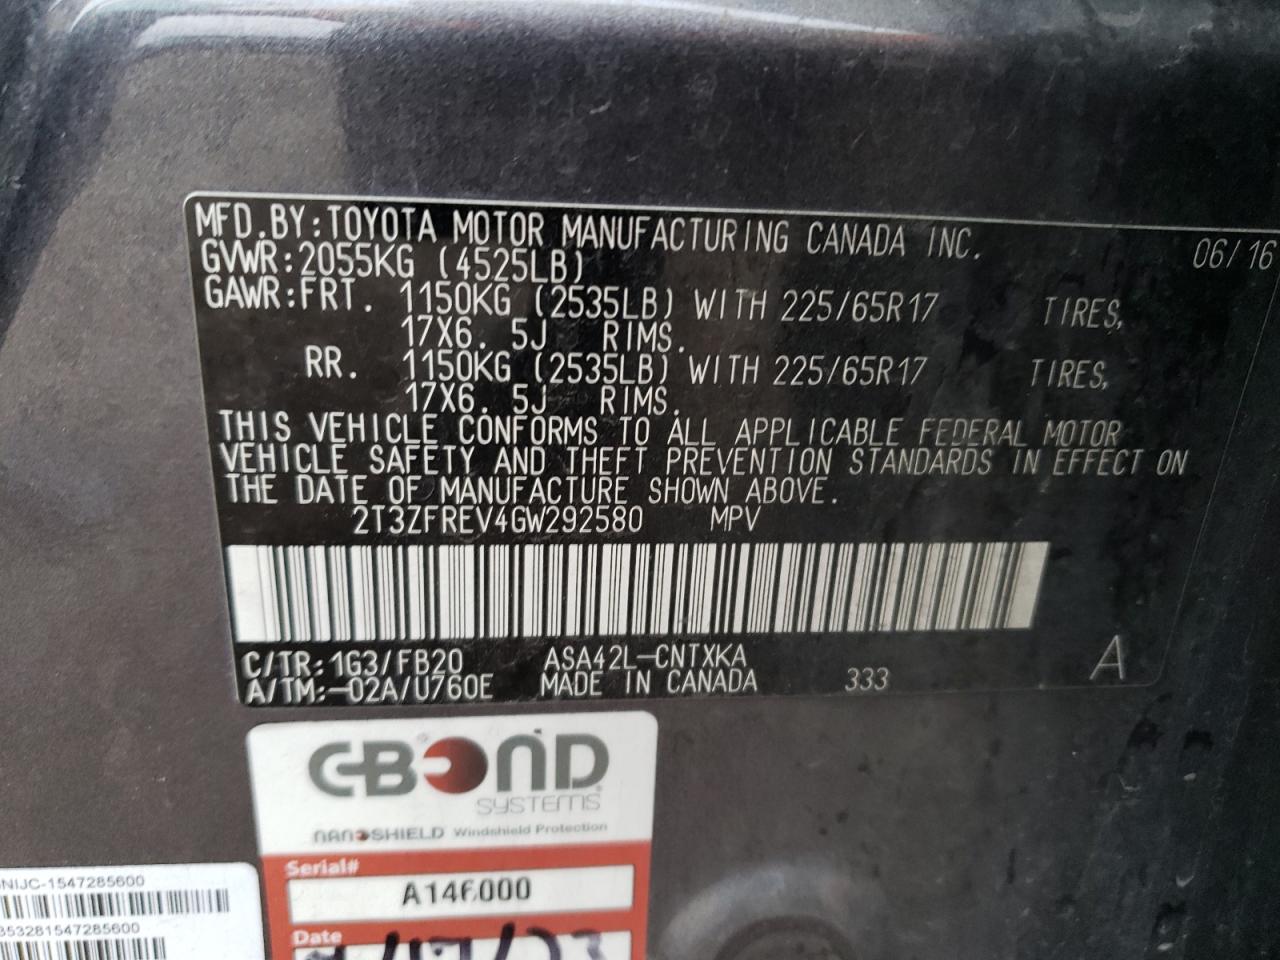 MFD.BY:TOYOTA MOTOR MANUFACTURING CANADA INC. 06/16
GVWR:2055KG (4525LB)
GAWR:FRT. 1150KG (2535LB) WITH 225/65R17 TIRES,
17X6.5J RIMS.
RR. 1150KG (2535LB) WITH 225/65R17 TIRES,
17X6.5J RIMS.
THIS VEHICLE CONFORMS TO ALL APPLICABLE FEDERAL MOTOR
VEHICLE SAFETY AND THEFT PREVENTION STANDARDS IN EFFECT ON
THE DATE OF MANUFACTURE SHOWN ABOVE.
2T3ZFREV4GW292580 MPV
C/TR:1G3/FB20 ASA42L-CNTXKA
A/TM:-02A/U760E MADE IN CANADA 333 A
C-BOND
SYSTEMS®
NANOSHIELD Windshield Protection
Serial#
A146000
Date
NIJC-1547285600
353281547285600